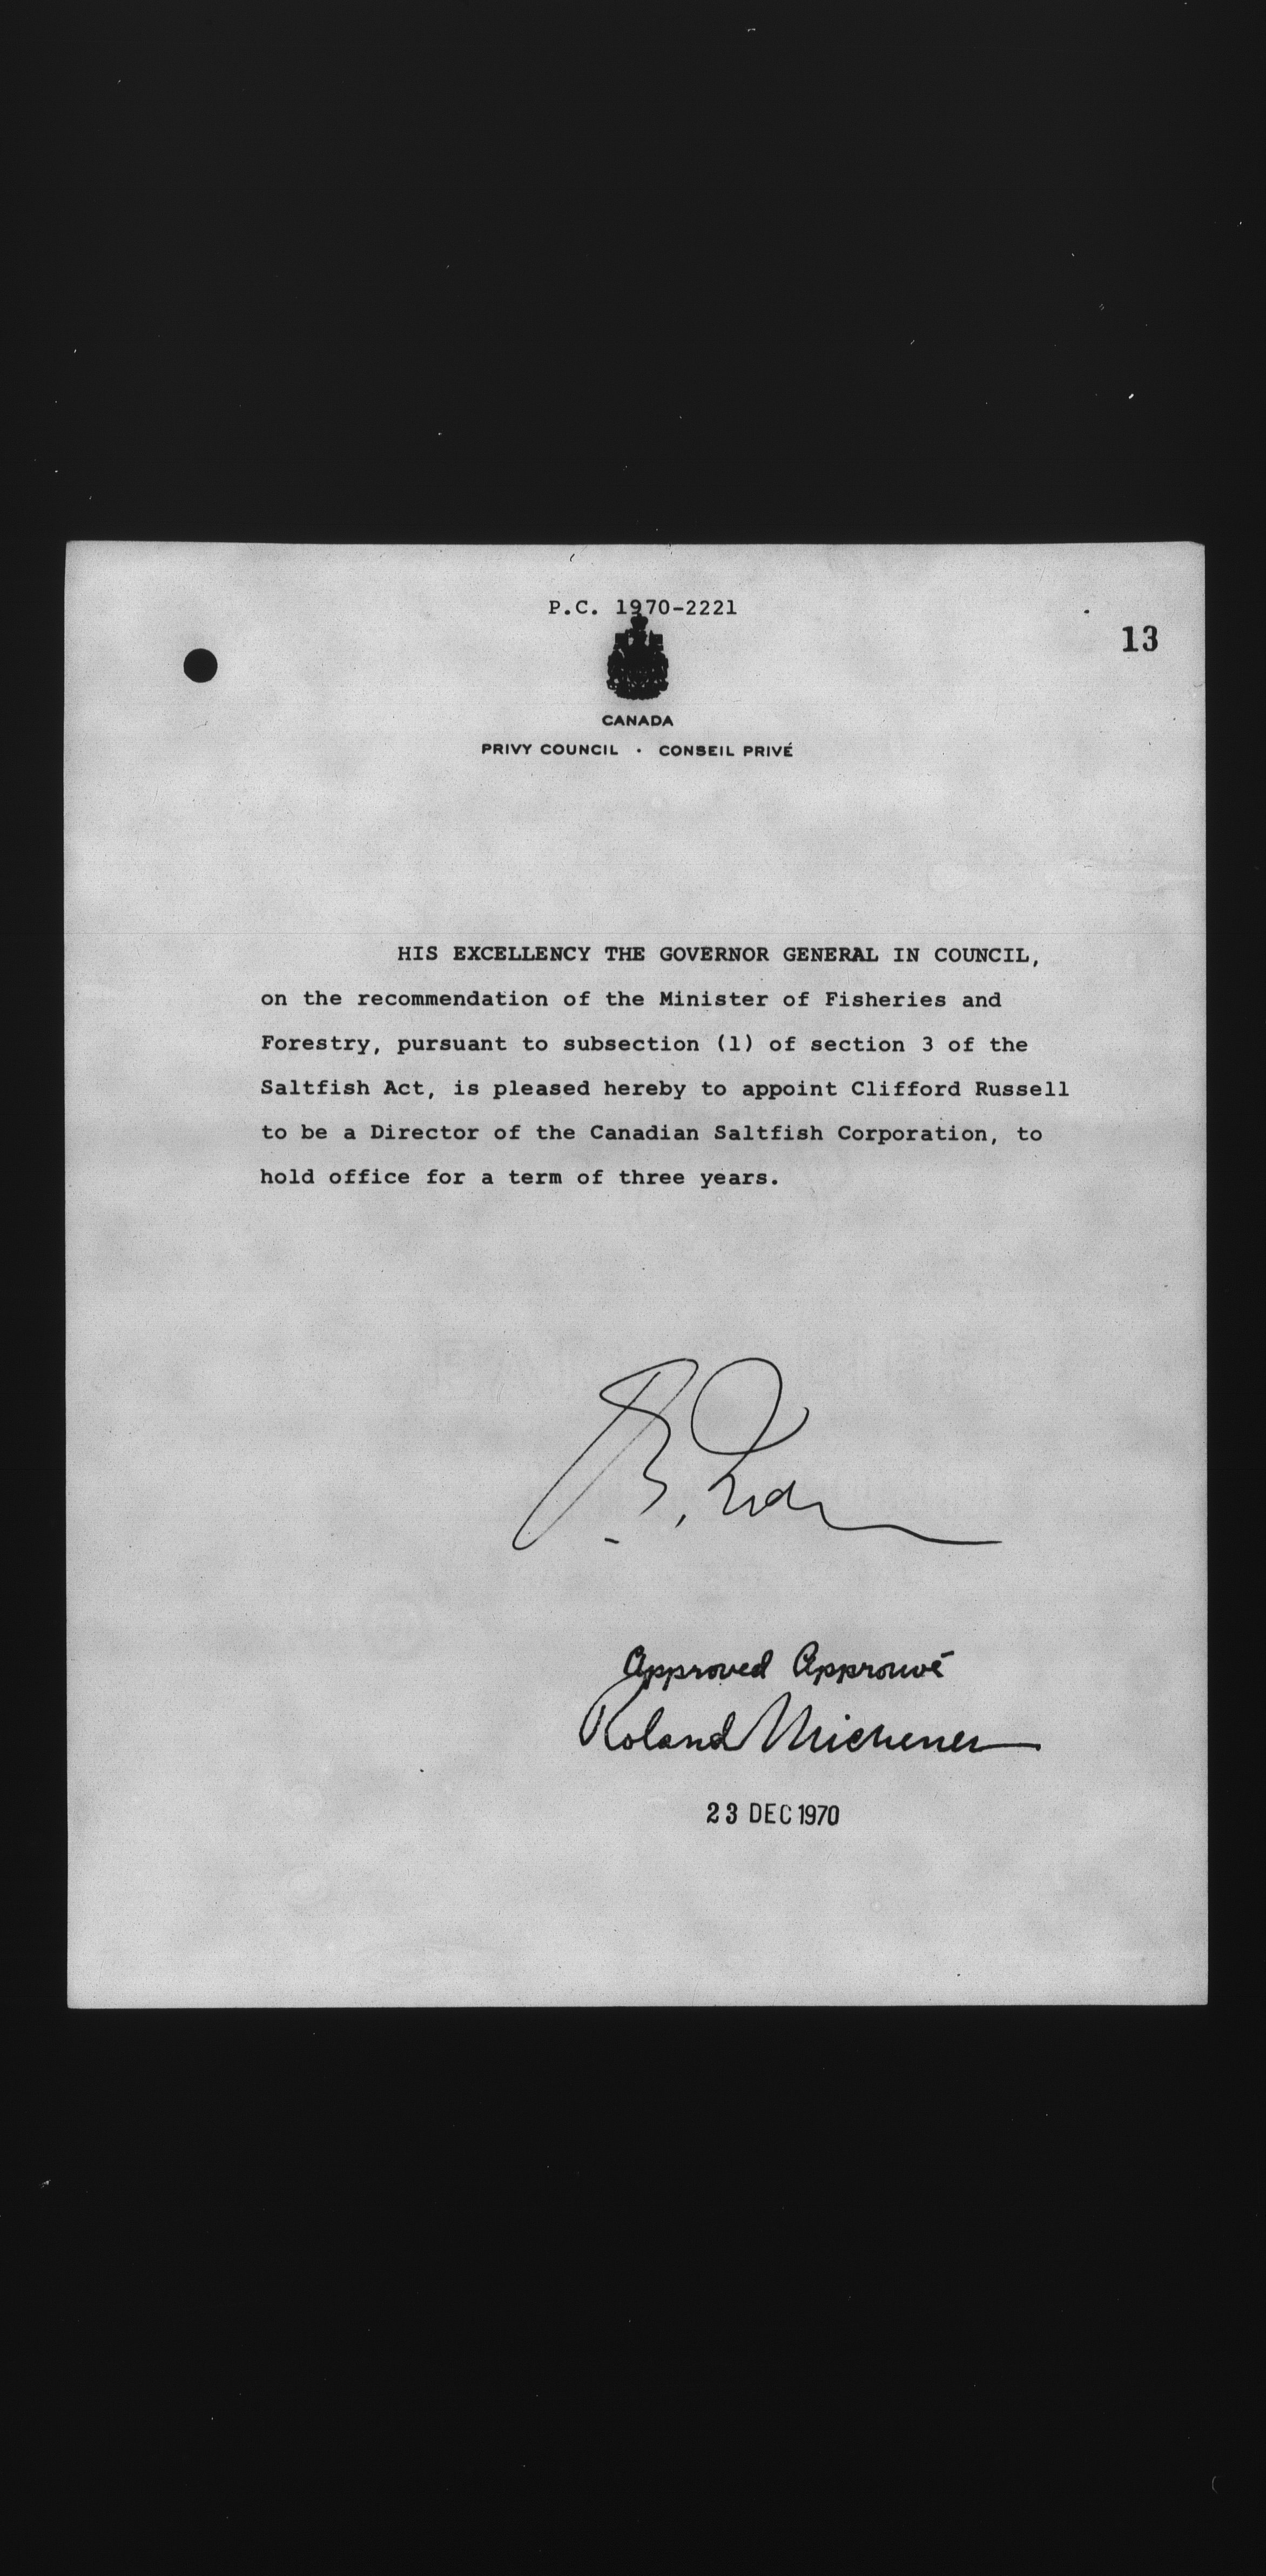 P.C. 1970-2221
13
CANADA
PRIVY COUNCIL · CONSEIL PRIVÉ
HIS EXCELLENCY THE GOVERNOR GENERAL IN COUNCIL,
on the recommendation of the Minister of Fisheries and
Forestry, pursuant to subsection (1) of section 3 of the
Saltfish Act, is pleased hereby to appoint Clifford Russell
to be a Director of the Canadian Saltfish Corporation, to
hold office for a term of three years.
Approved Approuvé
Roland Michener
23 DEC 1970